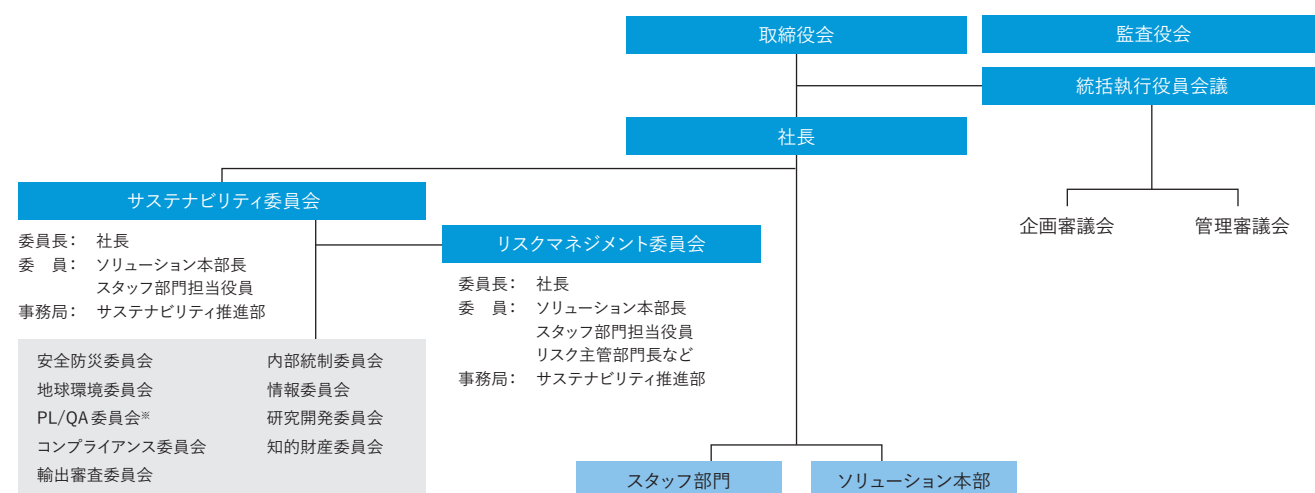 取締役会
監査役会
統括執行役員会議
社長
企画審議会
管理審議会
サステナビリティ委員会
委員長： 社長
委　員： ソリューション本部長
スタッフ部門担当役員
事務局： サステナビリティ推進部
リスクマネジメント委員会
委員長： 社長
委　員： ソリューション本部長
スタッフ部門担当役員
リスク主管部門長など
事務局： サステナビリティ推進部
安全防災委員会
地球環境委員会
PL/QA委員会※
コンプライアンス委員会
輸出審査委員会
内部統制委員会
情報委員会
研究開発委員会
知的財産委員会
スタッフ部門
ソリューション本部